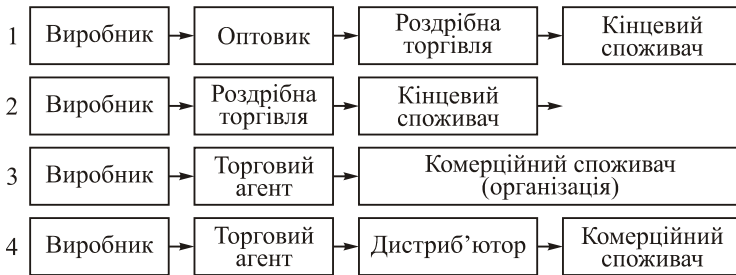 1 Виробник Оптовик Роздрібна торгівля Кінцевий споживач
2 Виробник Роздрібна торгівля Кінцевий споживач
3 Виробник Торговий агент Комерційний споживач (організація)
4 Виробник Торговий агент Дистриб’ютор Комерційний споживач